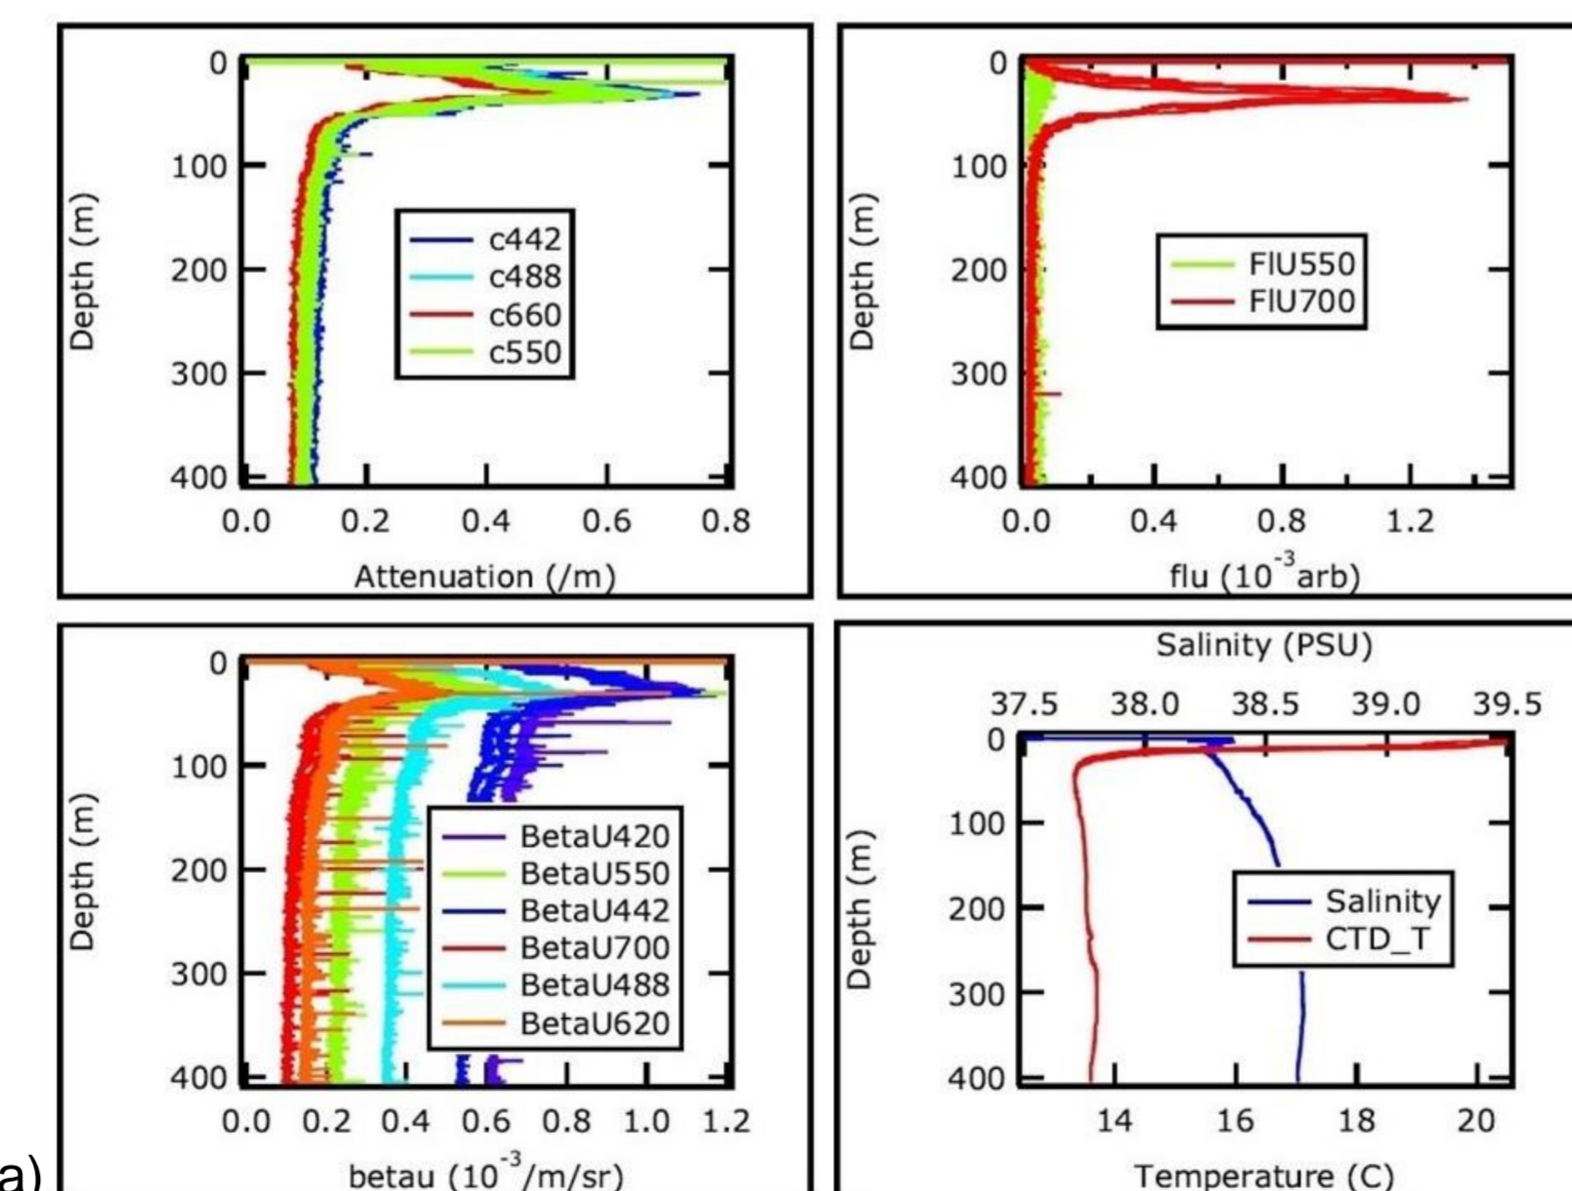 0
100
200
300
400
Depth (m)
c442
c488
c660
c550
0.0 0.2 0.4 0.6 0.8
Attenuation (/m)
0
100
200
300
400
Depth (m)
FlU550
FlU700
0.0 0.4 0.8 1.2
flu (10⁻³arb)
0
100
200
300
400
Depth (m)
BetaU420
BetaU550
BetaU442
BetaU700
BetaU488
BetaU620
0.0 0.2 0.4 0.6 0.8 1.0 1.2
betau (10⁻³/m/sr)
Salinity (PSU)
37.5 38.0 38.5 39.0 39.5
0
100
200
300
400
Depth (m)
Salinity
CTD_T
14 16 18 20
Temperature (C)
a)